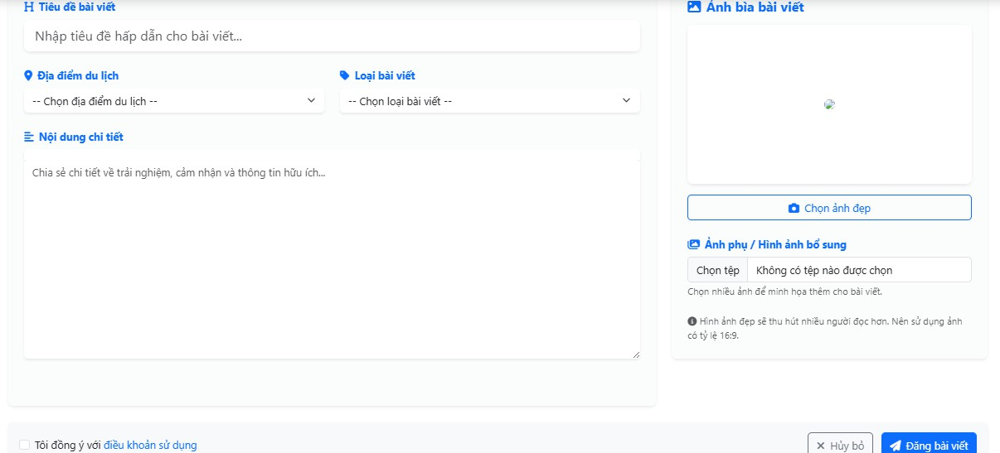 Tiêu đề bài viết
Nhập tiêu đề hấp dẫn cho bài viết...
Địa điểm du lịch
-- Chọn địa điểm du lịch --
Loại bài viết
-- Chọn loại bài viết --
Nội dung chi tiết
Chia sẻ chi tiết về trải nghiệm, cảm nhận và thông tin hữu ích...
Ảnh bìa bài viết
Chọn ảnh đẹp
Ảnh phụ / Hình ảnh bổ sung
Chọn tệp Không có tệp nào được chọn
Chọn nhiều ảnh để minh họa thêm cho bài viết.
Hình ảnh đẹp sẽ thu hút nhiều người đọc hơn. Nên sử dụng ảnh
có tỷ lệ 16:9.
Tôi đồng ý với điều khoản sử dụng
Hủy bỏ
Đăng bài viết